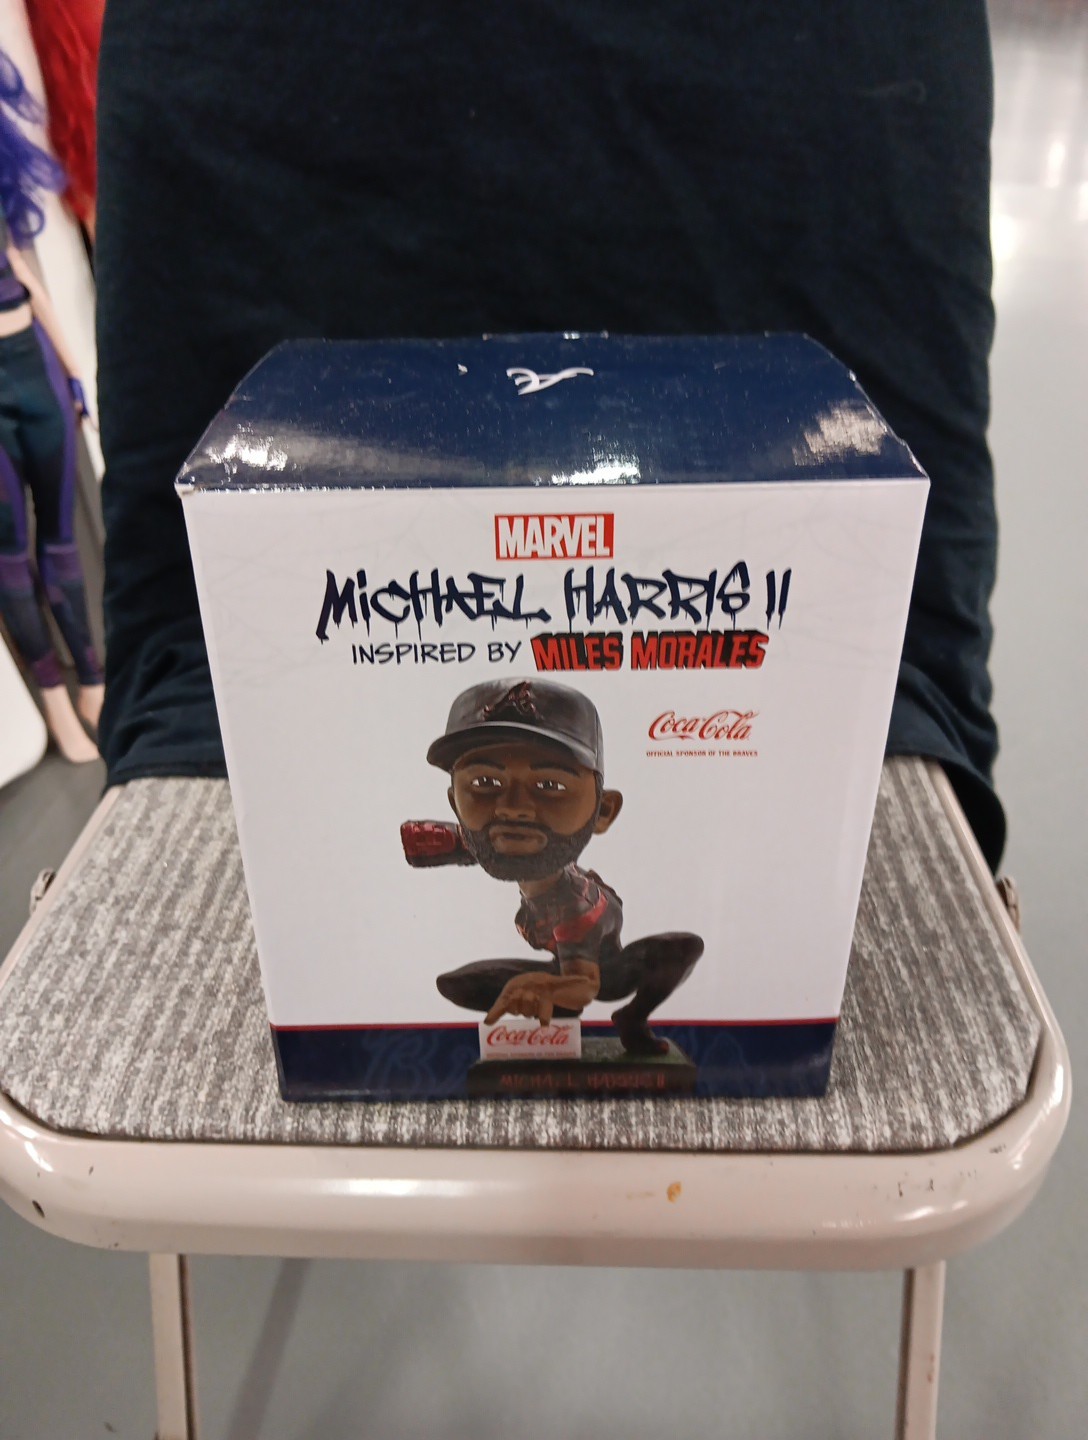 MARVEL
MiCHAEL HARRIS II
INSPIRED BY MILES MORALES
Coca-Cola
OFFICIAL SPONSOR OF THE BRAVES
A
Coca-Cola
MICHAEL HARRIS II